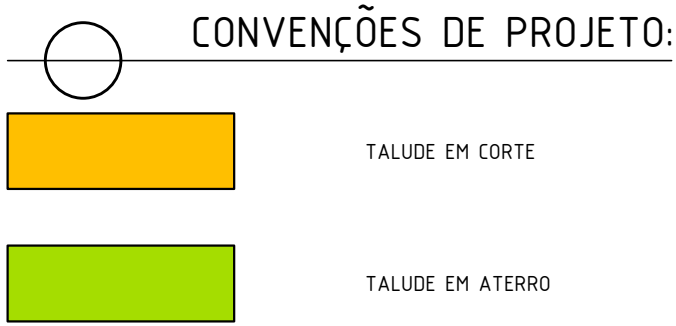 CONVENÇÕES DE PROJETO:
TALUDE EM CORTE
TALUDE EM ATERRO